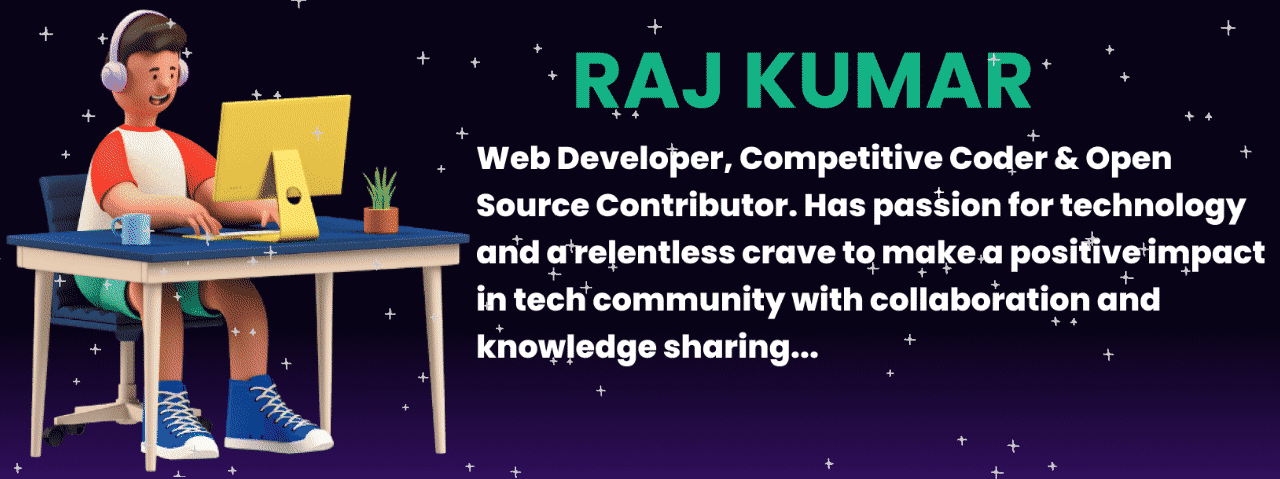 RAJ KUMAR
Web Developer, Competitive Coder & Open
Source Contributor. Has passion for technology
and a relentless crave to make a positive impact
in tech community with collaboration and
knowledge sharing...